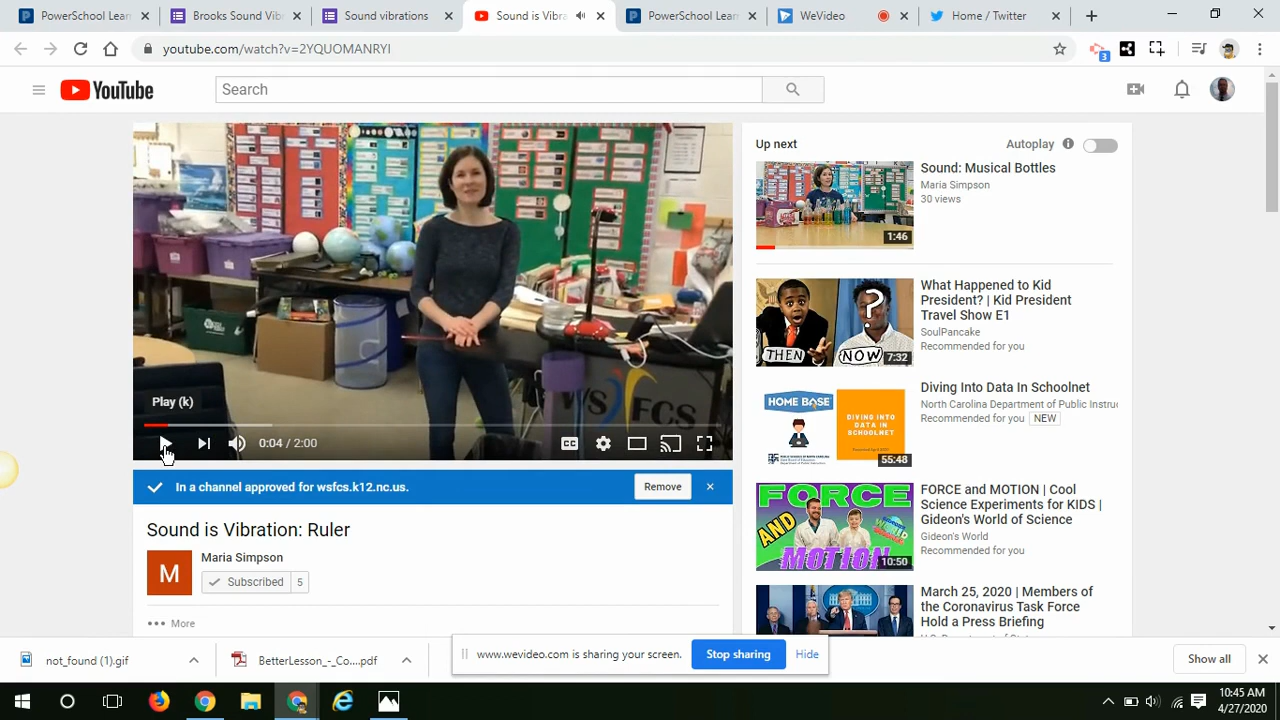 PowerSchool Learn
Brooks Sound Vib
Sound vibrations
Sound is Vibra
PowerSchool Learn
WeVideo
Home / Twitter
youtube.com/watch?v=2YQUOMANRYI
3
YouTube
Search
Play (k)
0:04 / 2:00
CC
WS FCS
In a channel approved for wsfcs.k12.nc.us.
Remove
Sound is Vibration: Ruler
M
Maria Simpson
Subscribed 5
More
Up next
Autoplay
Sound: Musical Bottles
Maria Simpson
30 views
1:46
What Happened to Kid
President? | Kid President
Travel Show E1
SoulPancake
Recommended for you
THEN
NOW
?
7:32
Diving Into Data In Schoolnet
North Carolina Department of Public Instruc
Recommended for you NEW
HOME BASE
DIVING INTO
DATA IN
SCHOOLNET
55:48
FORCE and MOTION | Cool
Science Experiments for KIDS |
Gideon's World of Science
Gideon's World
Recommended for you
FORCE
AND
MOTION
10:50
March 25, 2020 | Members of
the Coronavirus Task Force
Hold a Press Briefing
not_found (1).gif
BetterLesson_-_Co....pdf
www.wevideo.com is sharing your screen.
Stop sharing
Hide
Show all
10:45 AM
4/27/2020